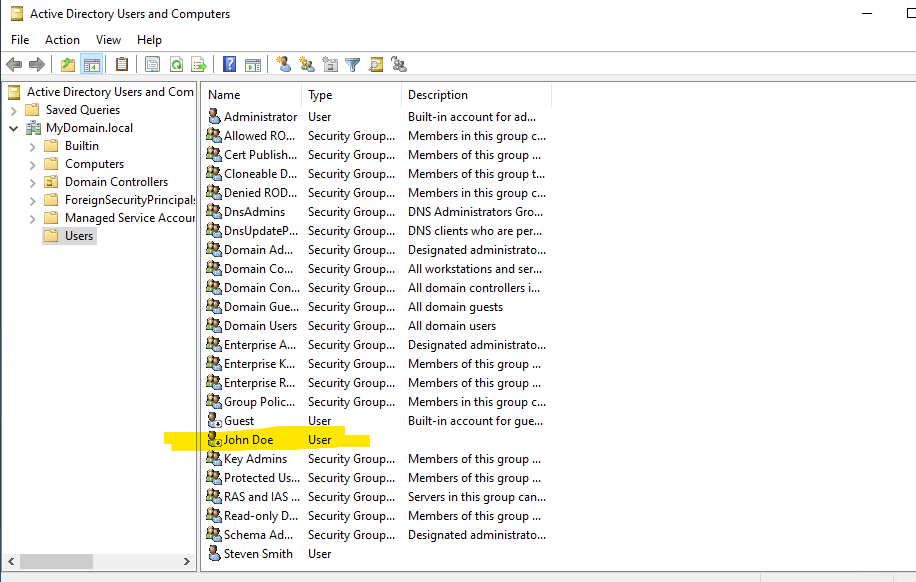 Active Directory Users and Computers
File Action View Help
Active Directory Users and Com
Saved Queries
MyDomain.local
Builtin
Computers
Domain Controllers
ForeignSecurityPrincipals
Managed Service Accour
Users
Name Type Description
Administrator User Built-in account for ad...
Allowed RO... Security Group... Members in this group c...
Cert Publish... Security Group... Members of this group ...
Cloneable D... Security Group... Members of this group t...
Denied ROD... Security Group... Members in this group c...
DnsAdmins Security Group... DNS Administrators Gro...
DnsUpdateP... Security Group... DNS clients who are per...
Domain Ad... Security Group... Designated administrato...
Domain Co... Security Group... All workstations and ser...
Domain Con... Security Group... All domain controllers i...
Domain Gue... Security Group... All domain guests
Domain Users Security Group... All domain users
Enterprise A... Security Group... Designated administrato...
Enterprise K... Security Group... Members of this group ...
Enterprise R... Security Group... Members of this group ...
Group Polic... Security Group... Members in this group c...
Guest User Built-in account for gue...
John Doe User
Key Admins Security Group... Members of this group ...
Protected Us... Security Group... Members of this group ...
RAS and IAS ... Security Group... Servers in this group can...
Read-only D... Security Group... Members of this group ...
Schema Ad... Security Group... Designated administrato...
Steven Smith User